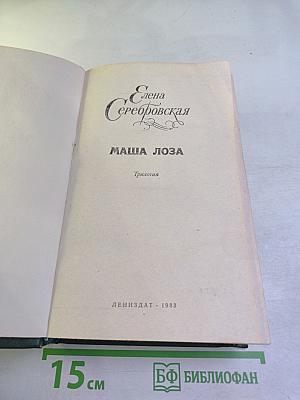 Елена
Серебровская
МАША ЛОЗА
Трилогия
ЛЕНИЗДАТ · 1983
15 см
БФ БИБЛИОФАН